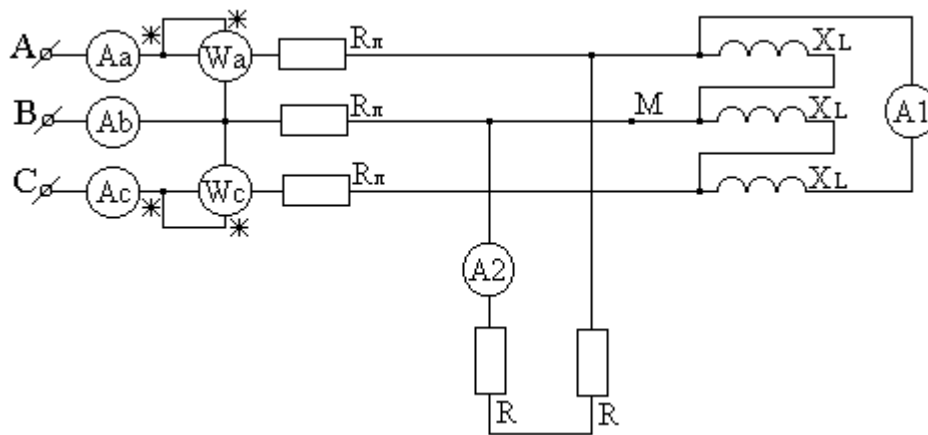 A Aa * * Wa Rл XL
B Ab Rл M XL A1
C Ac * Wc * Rл XL
A2
R R